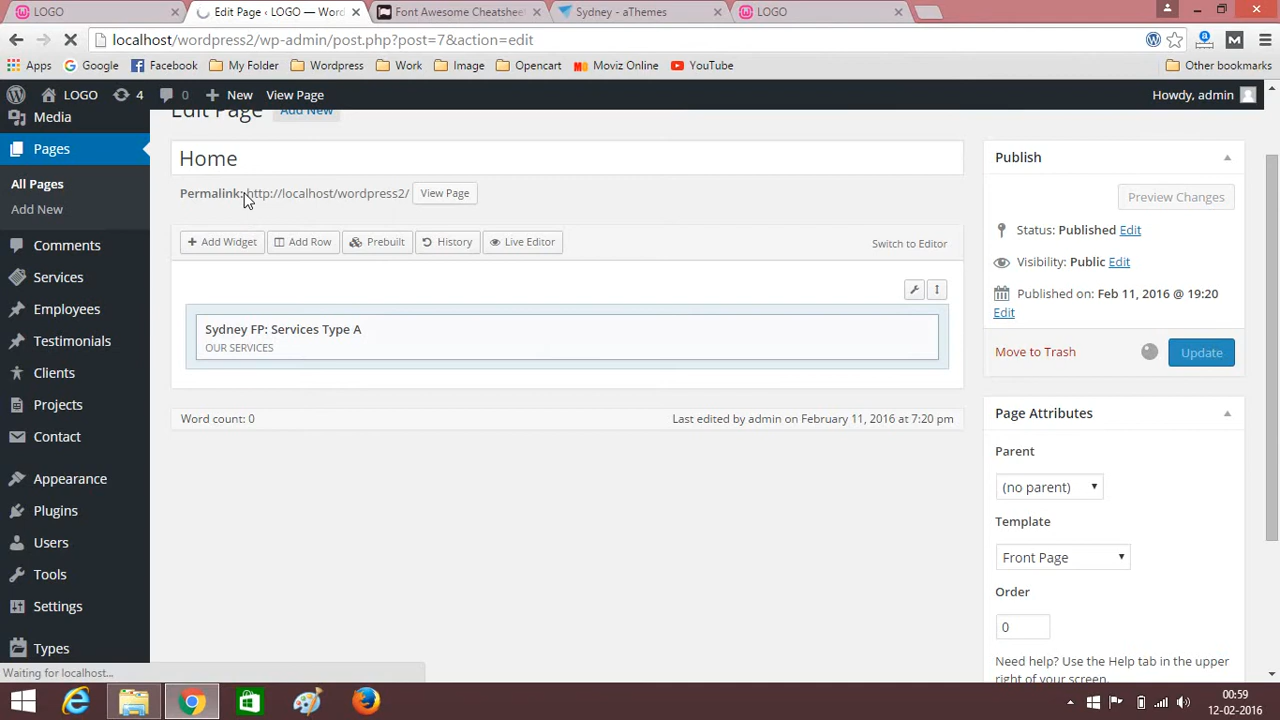 LOGO
Edit Page ‹ LOGO — Word
Font Awesome Cheatshee
Sydney - aThemes
LOGO
localhost/wordpress2/wp-admin/post.php?post=7&action=edit
Apps
Google
Facebook
My Folder
Wordpress
Work
Image
Opencart
Moviz Online
YouTube
Other bookmarks
LOGO
4
0
New
View Page
Howdy, admin
Media
Pages
All Pages
Add New
Comments
Services
Employees
Testimonials
Clients
Projects
Contact
Appearance
Plugins
Users
Tools
Settings
Types
Edit Page
Add New
Home
Permalink: http://localhost/wordpress2/
View Page
Add Widget
Add Row
Prebuilt
History
Live Editor
Switch to Editor
Sydney FP: Services Type A
OUR SERVICES
Word count: 0
Last edited by admin on February 11, 2016 at 7:20 pm
Publish
Preview Changes
Status: Published Edit
Visibility: Public Edit
Published on: Feb 11, 2016 @ 19:20
Edit
Move to Trash
Update
Page Attributes
Parent
(no parent)
Template
Front Page
Order
0
Need help? Use the Help tab in the upper
right of your screen.
Waiting for localhost...
00:59
12-02-2016